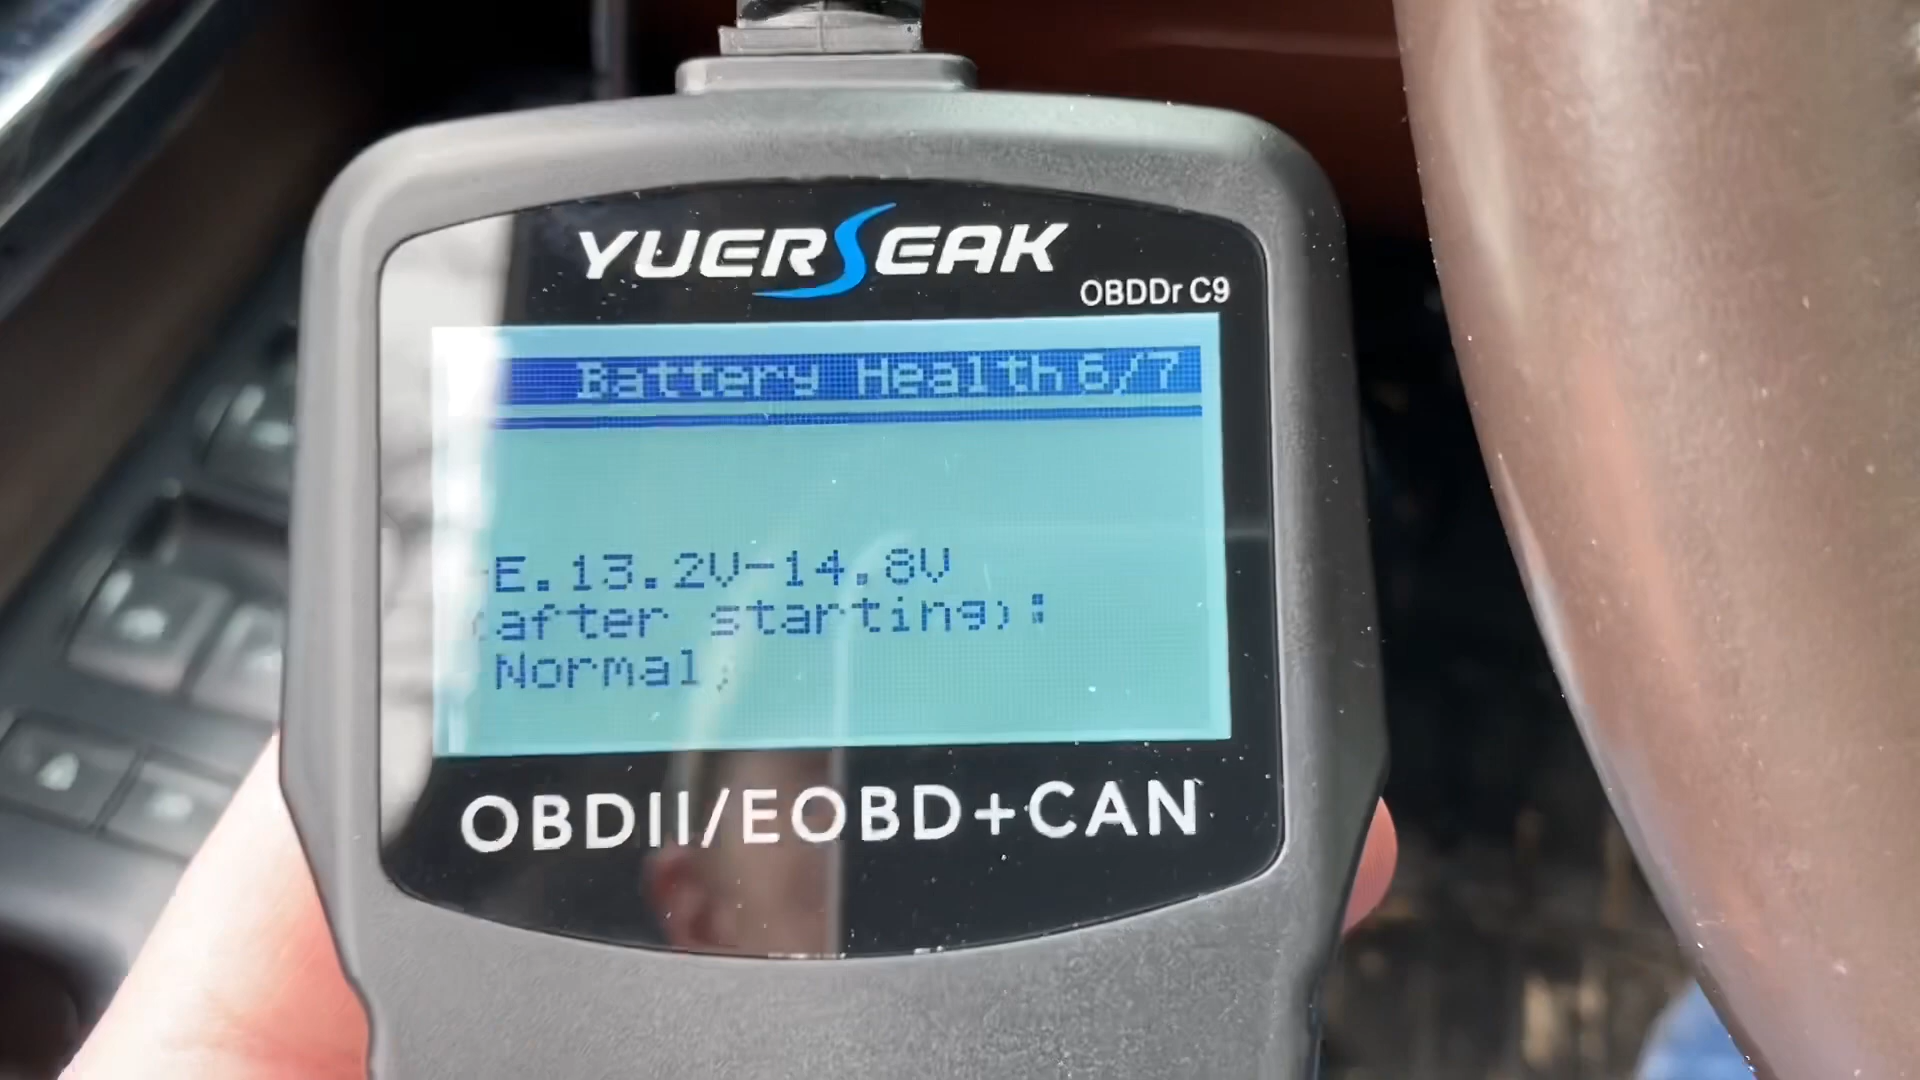 YUERSEAK
OBDDr C9
Battery Health 6/7
E.13.2V-14.8V
(after starting):
Normal;
OBDII/EOBD+CAN